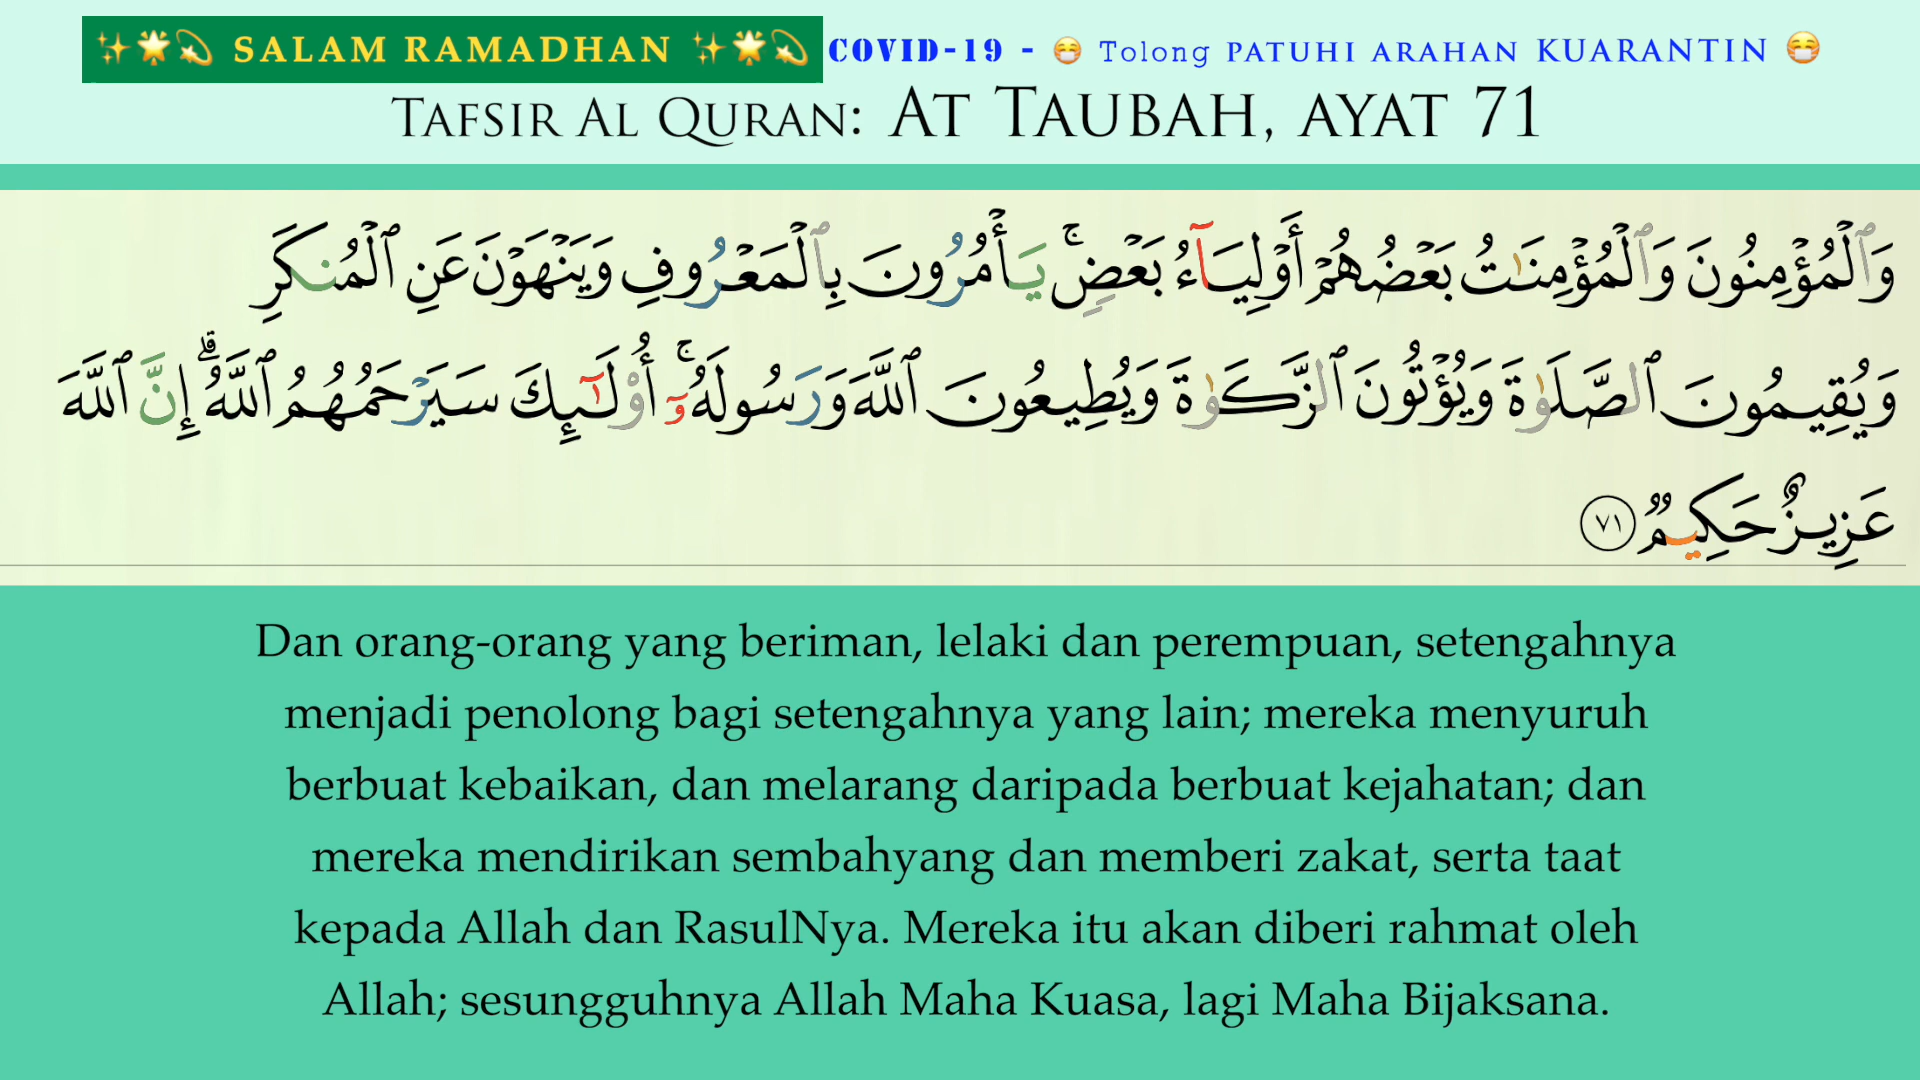 ✨🌟💫 SALAM RAMADHAN ✨🌟💫 COVID-19 - 😷 Tolong PATUHI ARAHAN KUARANTIN 😷
TAFSIR AL QURAN: AT TAUBAH, AYAT 71
وَٱلْمُؤْمِنُونَ وَٱلْمُؤْمِنَـٰتُ بَعْضُهُمْ أَوْلِيَآءُ بَعْضٍۚ يَأْمُرُونَ بِٱلْمَعْرُوفِ وَيَنْهَوْنَ عَنِ ٱلْمُنكَرِ
وَيُقِيمُونَ ٱلصَّلَوٰةَ وَيُؤْتُونَ ٱلزَّكَوٰةَ وَيُطِيعُونَ ٱللَّهَ وَرَسُولَهُۥٓۚ أُو۟لَـٰٓئِكَ سَيَرْحَمُهُمُ ٱللَّهُۗ إِنَّ ٱللَّهَ
عَزِيزٌ حَكِيمٌ ٧١
Dan orang-orang yang beriman, lelaki dan perempuan, setengahnya
menjadi penolong bagi setengahnya yang lain; mereka menyuruh
berbuat kebaikan, dan melarang daripada berbuat kejahatan; dan
mereka mendirikan sembahyang dan memberi zakat, serta taat
kepada Allah dan RasulNya. Mereka itu akan diberi rahmat oleh
Allah; sesungguhnya Allah Maha Kuasa, lagi Maha Bijaksana.